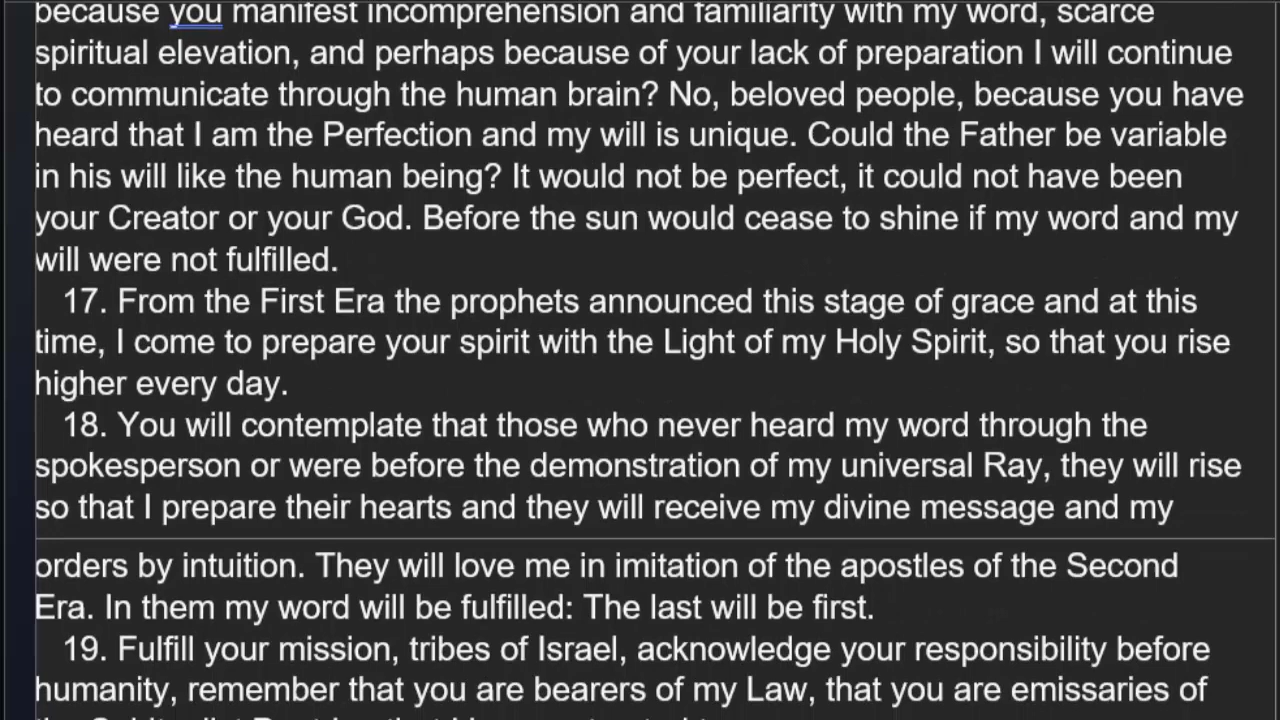 because you manifest incomprehension and familiarity with my word, scarce
spiritual elevation, and perhaps because of your lack of preparation I will continue
to communicate through the human brain? No, beloved people, because you have
heard that I am the Perfection and my will is unique. Could the Father be variable
in his will like the human being? It would not be perfect, it could not have been
your Creator or your God. Before the sun would cease to shine if my word and my
will were not fulfilled.
17. From the First Era the prophets announced this stage of grace and at this
time, I come to prepare your spirit with the Light of my Holy Spirit, so that you rise
higher every day.
18. You will contemplate that those who never heard my word through the
spokesperson or were before the demonstration of my universal Ray, they will rise
so that I prepare their hearts and they will receive my divine message and my
orders by intuition. They will love me in imitation of the apostles of the Second
Era. In them my word will be fulfilled: The last will be first.
19. Fulfill your mission, tribes of Israel, acknowledge your responsibility before
humanity, remember that you are bearers of my Law, that you are emissaries of